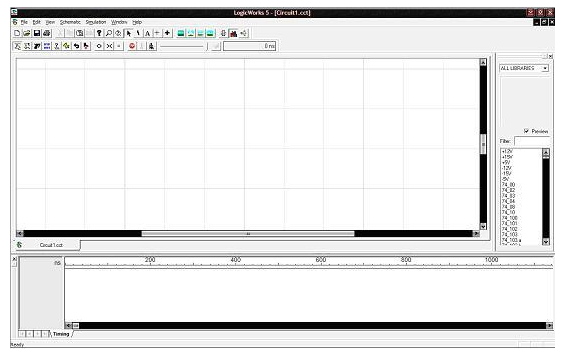 LogicWorks 5 - [Circuit1.cct]
File Edit View Schematic Simulation Window Help
0 ns
ALL LIBRARIES
Preview
Filter
+12V
+15V
+5V
-12V
-15V
-5V
74_00
74_02
74_03
74_04
74_08
74_10
74_100
74_101
74_102
74_103
74_103.a
Circuit1.cct
ns 200 400 600 800 1000
Timing
Ready